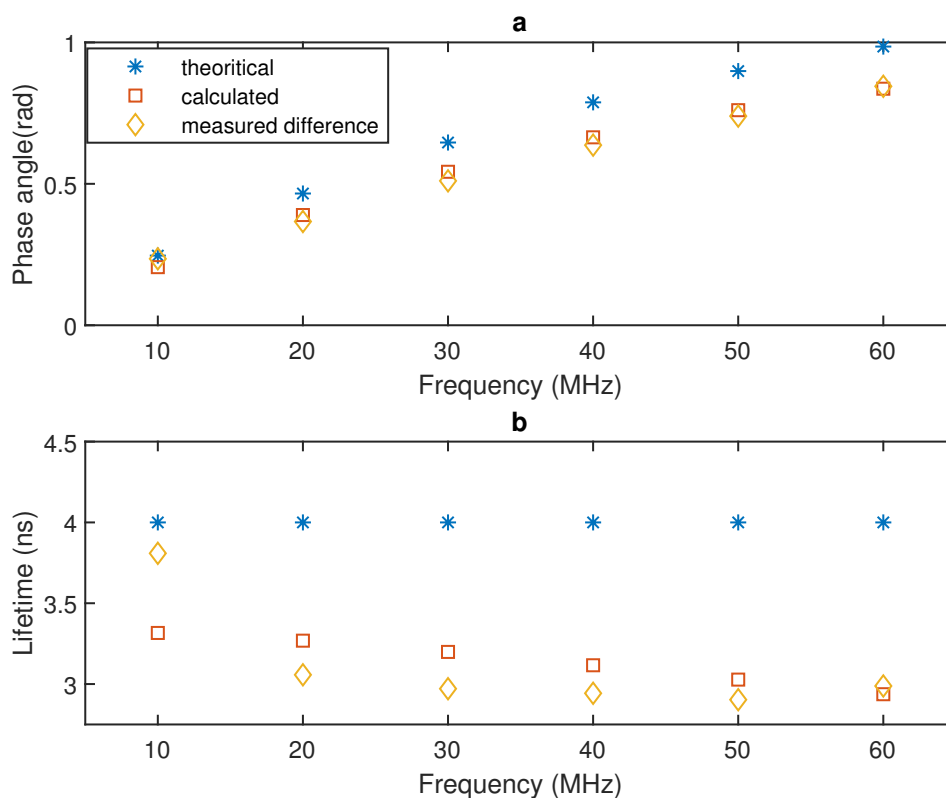 a
1
0.5
0
Phase angle(rad)
theoritical
calculated
measured difference
10 20 30 40 50 60
Frequency (MHz)
b
4.5
4
3.5
3
Lifetime (ns)
10 20 30 40 50 60
Frequency (MHz)